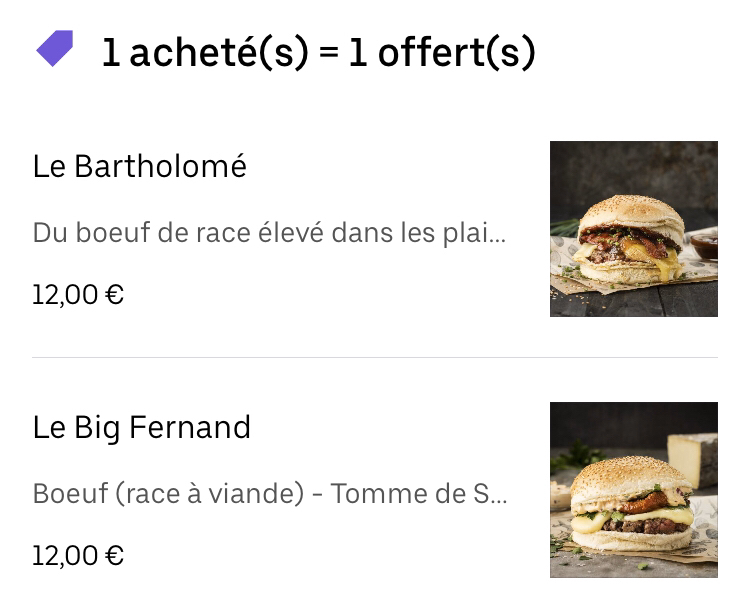 1 acheté(s) = 1 offert(s)
Le Bartholomé
Du boeuf de race élevé dans les plai...
12,00 €
Le Big Fernand
Boeuf (race à viande) - Tomme de S...
12,00 €